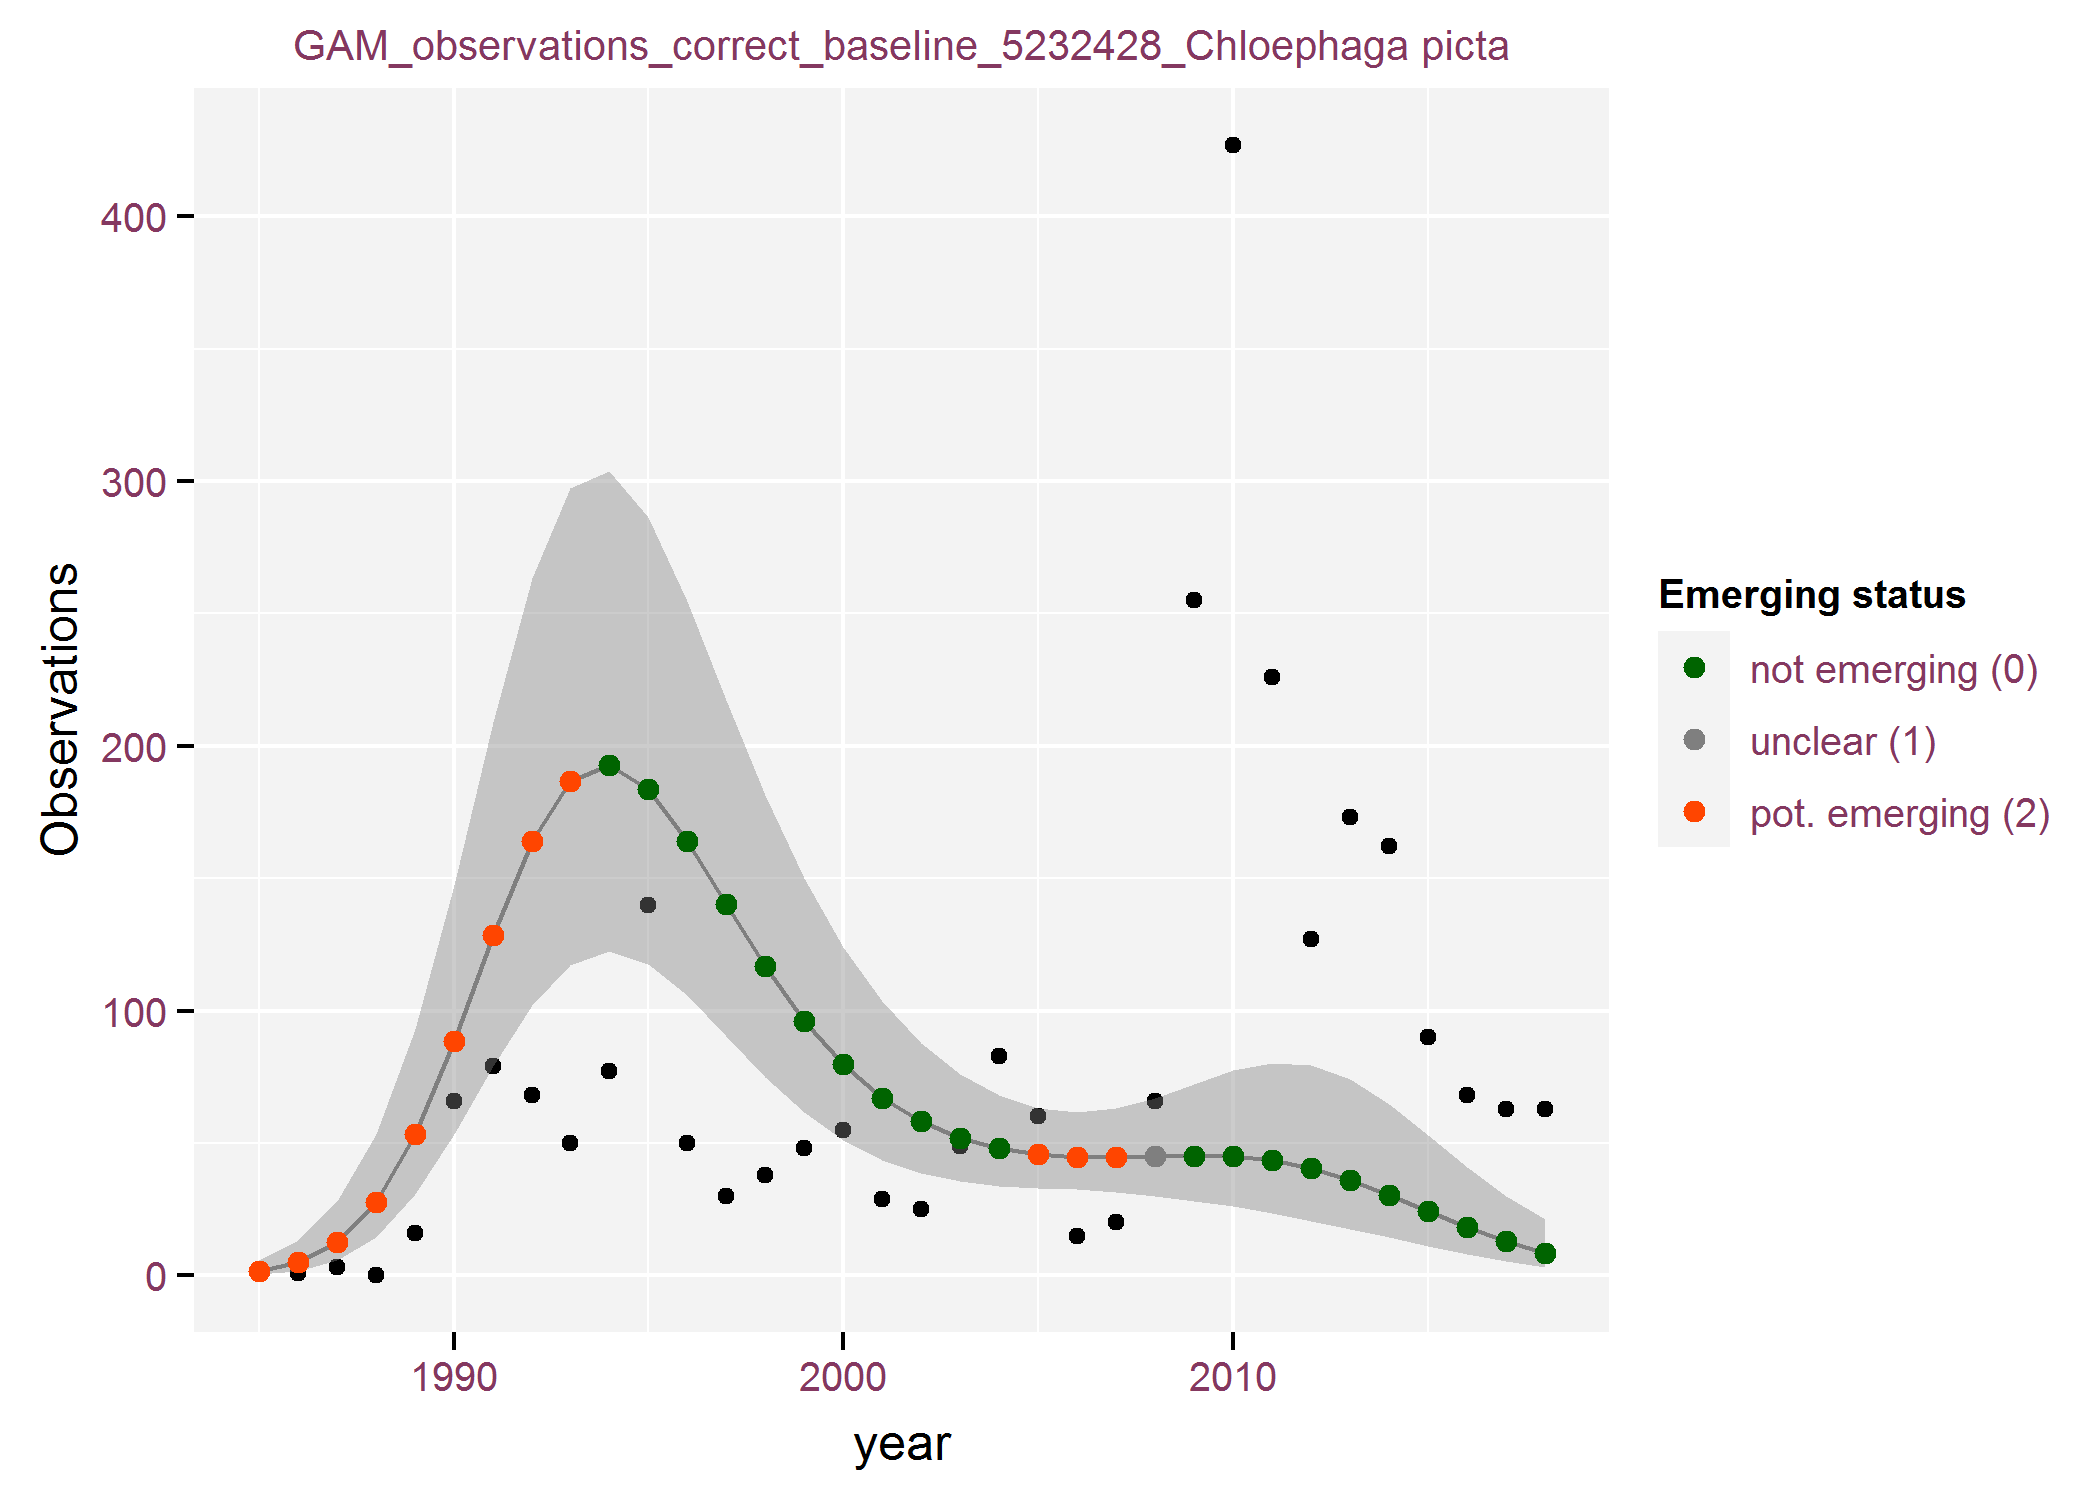 GAM_observations_correct_baseline_5232428_Chloephaga picta
400
300
200
100
0
Observations
1990
2000
2010
year
Emerging status
not emerging (0)
unclear (1)
pot. emerging (2)